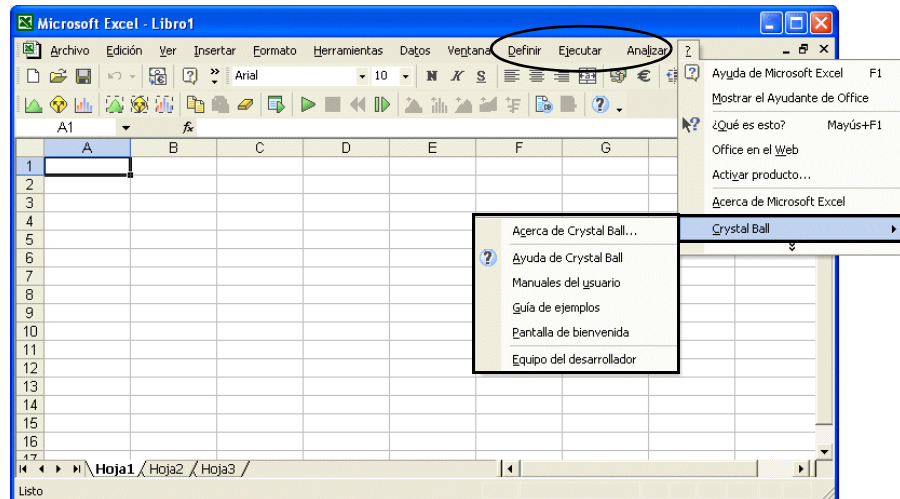 Microsoft Excel - Libro1
Archivo Edición Ver Insertar Formato Herramientas Datos Ventana Definir Ejecutar Analizar ?
Arial 10 N K S €
A1 fx
A B C D E F G
1
2
3
4
5
6
7
8
9
10
11
12
13
14
15
16
17
Ayuda de Microsoft Excel F1
Mostrar el Ayudante de Office
¿Qué es esto? Mayús+F1
Office en el Web
Activar producto...
Acerca de Microsoft Excel
Crystal Ball
Acerca de Crystal Ball...
Ayuda de Crystal Ball
Manuales del usuario
Guía de ejemplos
Pantalla de bienvenida
Equipo del desarrollador
Hoja1 Hoja2 Hoja3
Listo